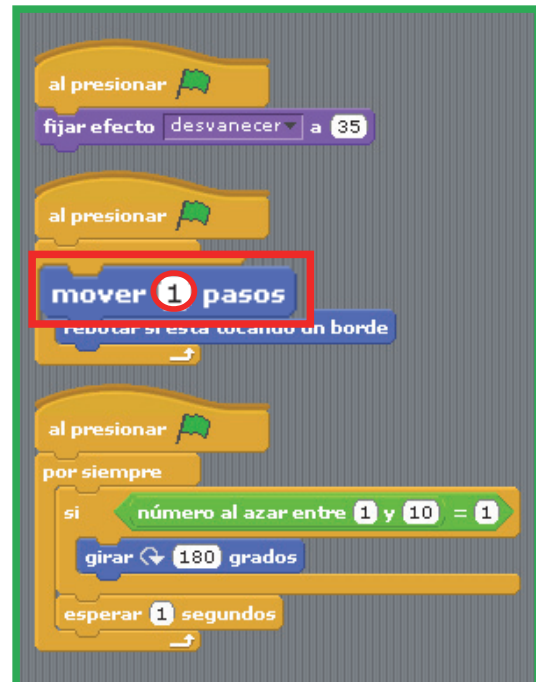 al presionar
fijar efecto desvanecer a 35
al presionar
mover 1 pasos
rebotar si está tocando un borde
al presionar
por siempre
si número al azar entre 1 y 10 = 1
girar 180 grados
esperar 1 segundos